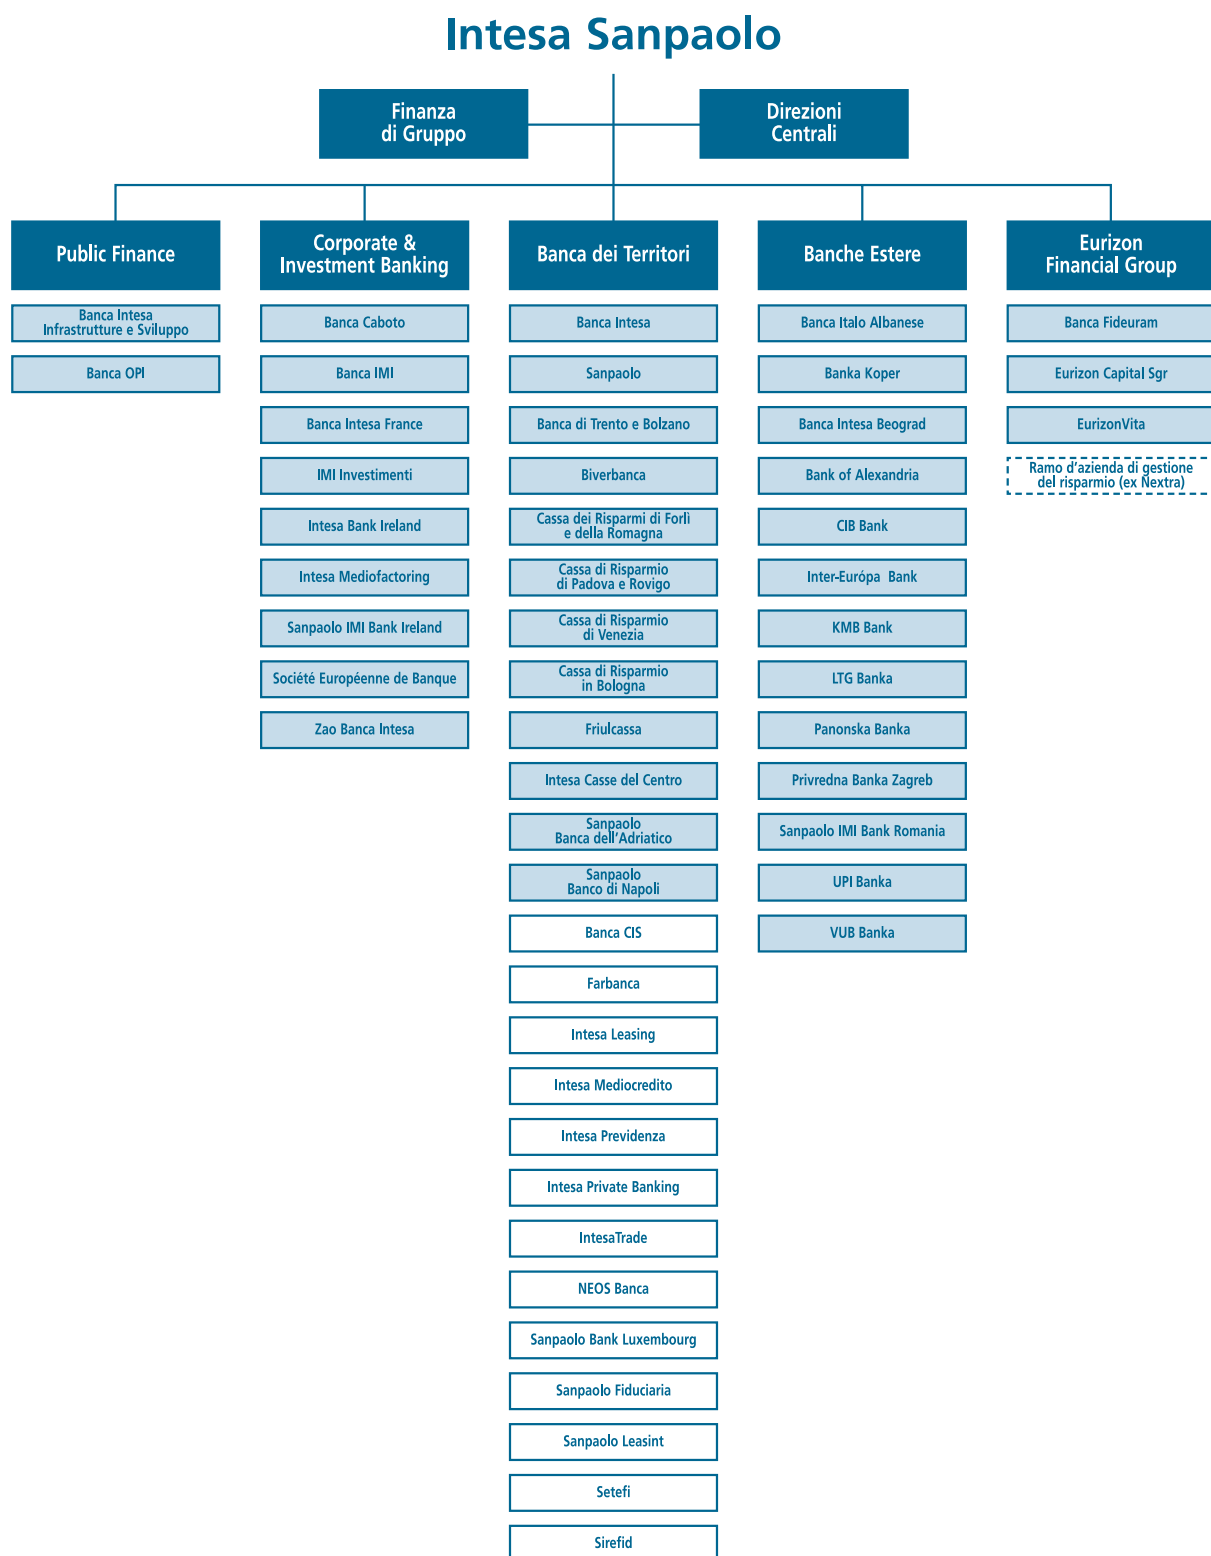 Intesa Sanpaolo
Finanza
di Gruppo
Direzioni
Centrali
Public Finance
Banca Intesa
Infrastrutture e Sviluppo
Banca OPI
Corporate &
Investment Banking
Banca Caboto
Banca IMI
Banca Intesa France
IMI Investimenti
Intesa Bank Ireland
Intesa Mediofactoring
Sanpaolo IMI Bank Ireland
Société Européenne de Banque
Zao Banca Intesa
Banca dei Territori
Banca Intesa
Sanpaolo
Banca di Trento e Bolzano
Biverbanca
Cassa dei Risparmi di Forlì
e della Romagna
Cassa di Risparmio
di Padova e Rovigo
Cassa di Risparmio
di Venezia
Cassa di Risparmio
in Bologna
Friulcassa
Intesa Casse del Centro
Sanpaolo
Banca dell'Adriatico
Sanpaolo
Banco di Napoli
Banca CIS
Farbanca
Intesa Leasing
Intesa Mediocredito
Intesa Previdenza
Intesa Private Banking
IntesaTrade
NEOS Banca
Sanpaolo Bank Luxembourg
Sanpaolo Fiduciaria
Sanpaolo Leasint
Setefi
Sirefid
Banche Estere
Banca Italo Albanese
Banka Koper
Banca Intesa Beograd
Bank of Alexandria
CIB Bank
Inter-Európa Bank
KMB Bank
LTG Banka
Panonska Banka
Privredna Banka Zagreb
Sanpaolo IMI Bank Romania
UPI Banka
VUB Banka
Eurizon
Financial Group
Banca Fideuram
Eurizon Capital Sgr
EurizonVita
Ramo d'azienda di gestione
del risparmio (ex Nextra)